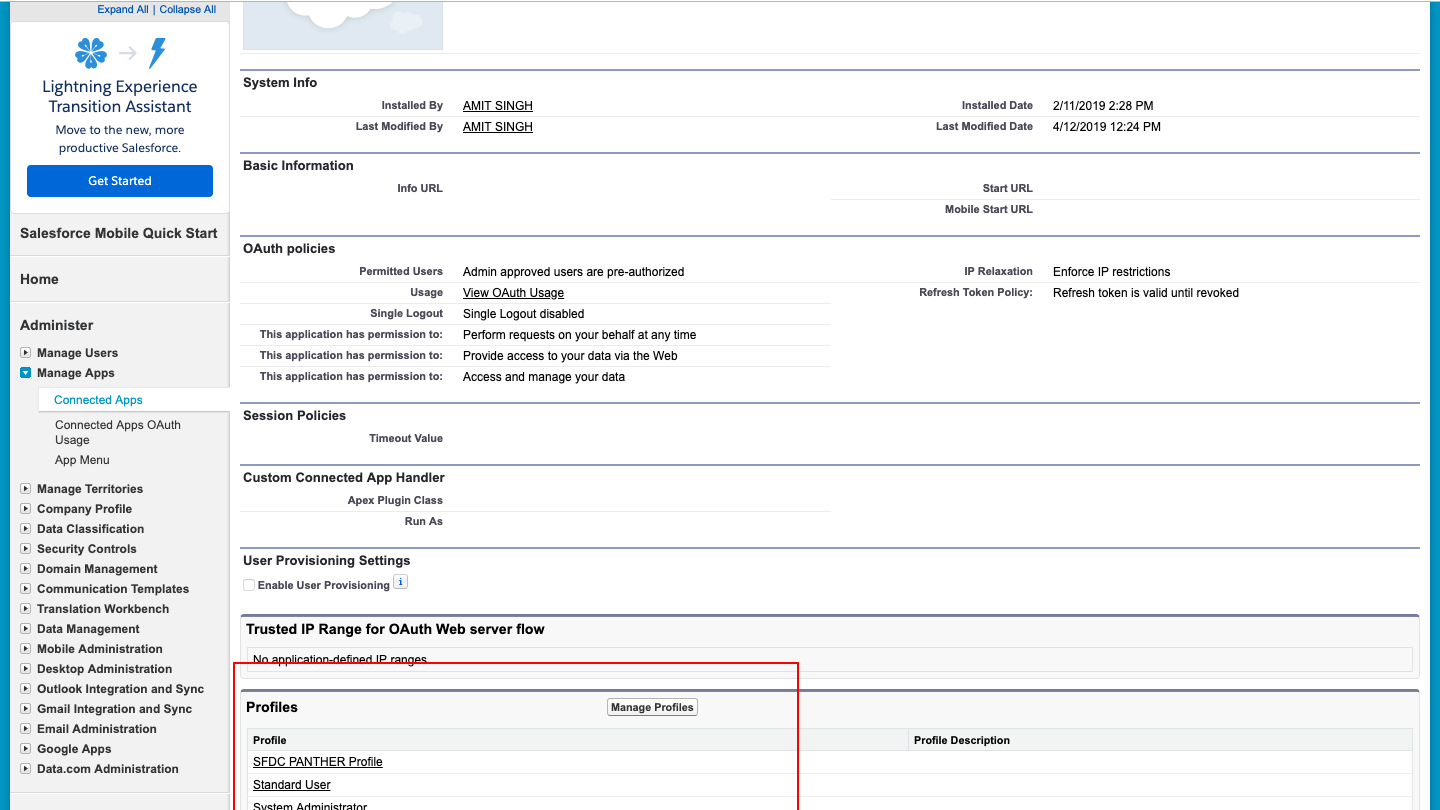 Expand All | Collapse All
Lightning Experience
Transition Assistant
Move to the new, more
productive Salesforce.
Get Started
Salesforce Mobile Quick Start
Home
Administer
Manage Users
Manage Apps
Connected Apps
Connected Apps OAuth
Usage
App Menu
Manage Territories
Company Profile
Data Classification
Security Controls
Domain Management
Communication Templates
Translation Workbench
Data Management
Mobile Administration
Desktop Administration
Outlook Integration and Sync
Gmail Integration and Sync
Email Administration
Google Apps
Data.com Administration
System Info
Installed By AMIT SINGH Installed Date 2/11/2019 2:28 PM
Last Modified By AMIT SINGH Last Modified Date 4/12/2019 12:24 PM
Basic Information
Info URL Start URL
Mobile Start URL
OAuth policies
Permitted Users Admin approved users are pre-authorized IP Relaxation Enforce IP restrictions
Usage View OAuth Usage Refresh Token Policy: Refresh token is valid until revoked
Single Logout Single Logout disabled
This application has permission to: Perform requests on your behalf at any time
This application has permission to: Provide access to your data via the Web
This application has permission to: Access and manage your data
Session Policies
Timeout Value
Custom Connected App Handler
Apex Plugin Class
Run As
User Provisioning Settings
Enable User Provisioning i
Trusted IP Range for OAuth Web server flow
No application-defined IP ranges
Profiles Manage Profiles
Profile Profile Description
SFDC PANTHER Profile
Standard User
System Administrator